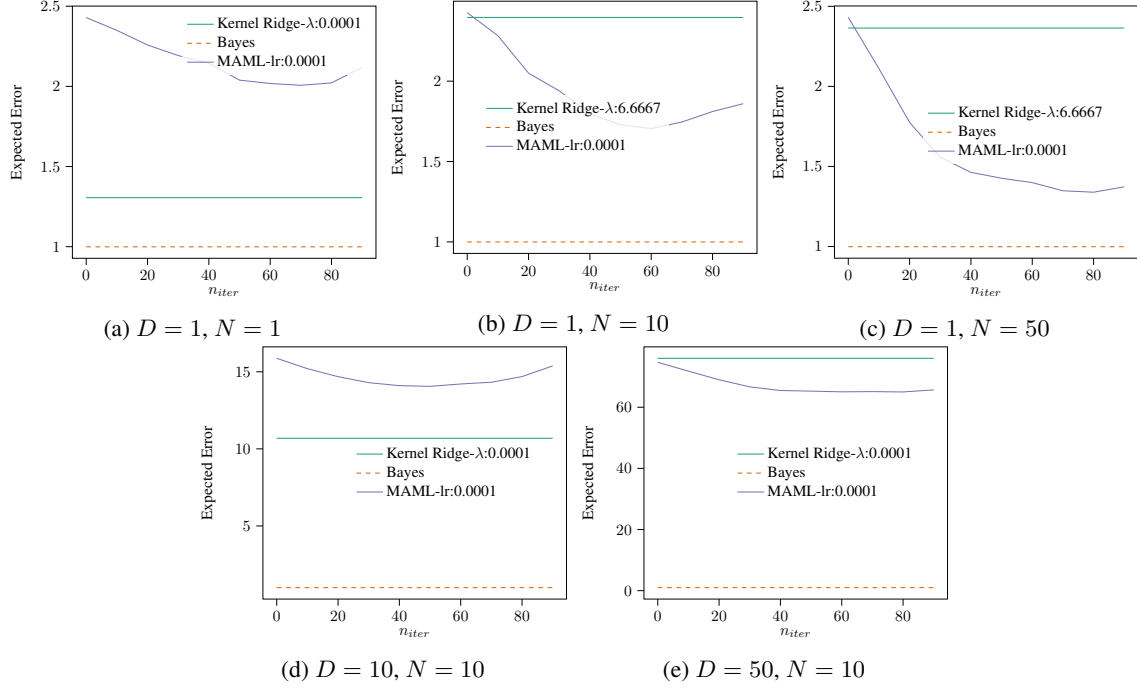 2.5
2
1.5
1
Expected Error
Kernel Ridge-λ:0.0001
Bayes
MAML-lr:0.0001
0 20 40 60 80
n_iter
(a) D = 1, N = 1
2.5
2
1.5
1
Expected Error
Kernel Ridge-λ:6.6667
Bayes
MAML-lr:0.0001
0 20 40 60 80
n_iter
(b) D = 1, N = 10
2.5
2
1.5
1
Expected Error
Kernel Ridge-λ:6.6667
Bayes
MAML-lr:0.0001
0 20 40 60 80
n_iter
(c) D = 1, N = 50
15
10
5
Expected Error
Kernel Ridge-λ:0.0001
Bayes
MAML-lr:0.0001
0 20 40 60 80
n_iter
(d) D = 10, N = 10
60
40
20
0
Expected Error
Kernel Ridge-λ:0.0001
Bayes
MAML-lr:0.0001
0 20 40 60 80
n_iter
(e) D = 50, N = 10